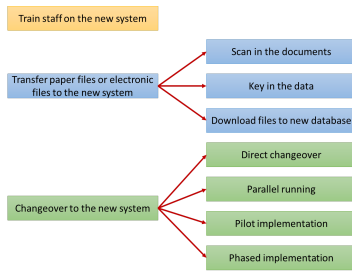 Train staff on the new system
Scan in the documents
Transfer paper files or electronic
files to the new system
Key in the data
Download files to new database
Direct changeover
Parallel running
Changeover to the new system
Pilot implementation
Phased implementation